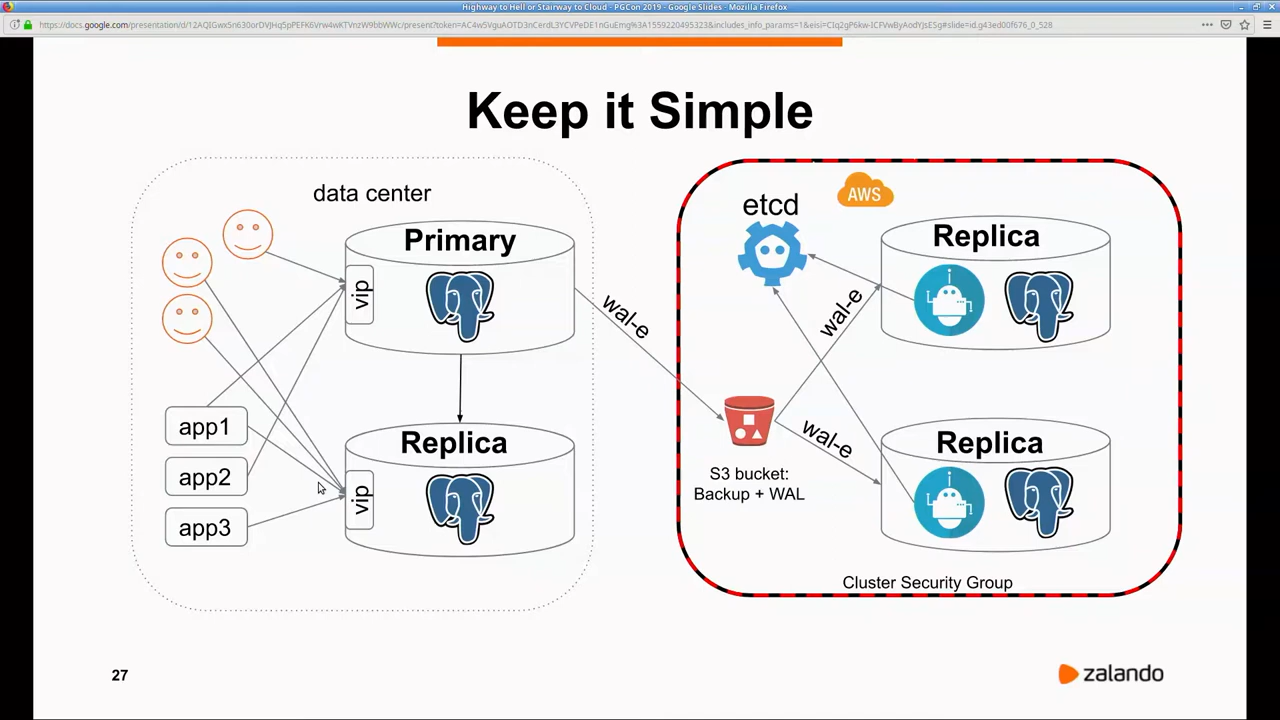 Highway to Hell or Stairway to Cloud - PGCon 2019 - Google Slides - Mozilla Firefox
Keep it Simple
data center
Primary
vip
wal-e
Replica
vip
app1
app2
app3
etcd
AWS
Replica
wal-e
wal-e
S3 bucket:
Backup + WAL
Replica
Cluster Security Group
27
zalando